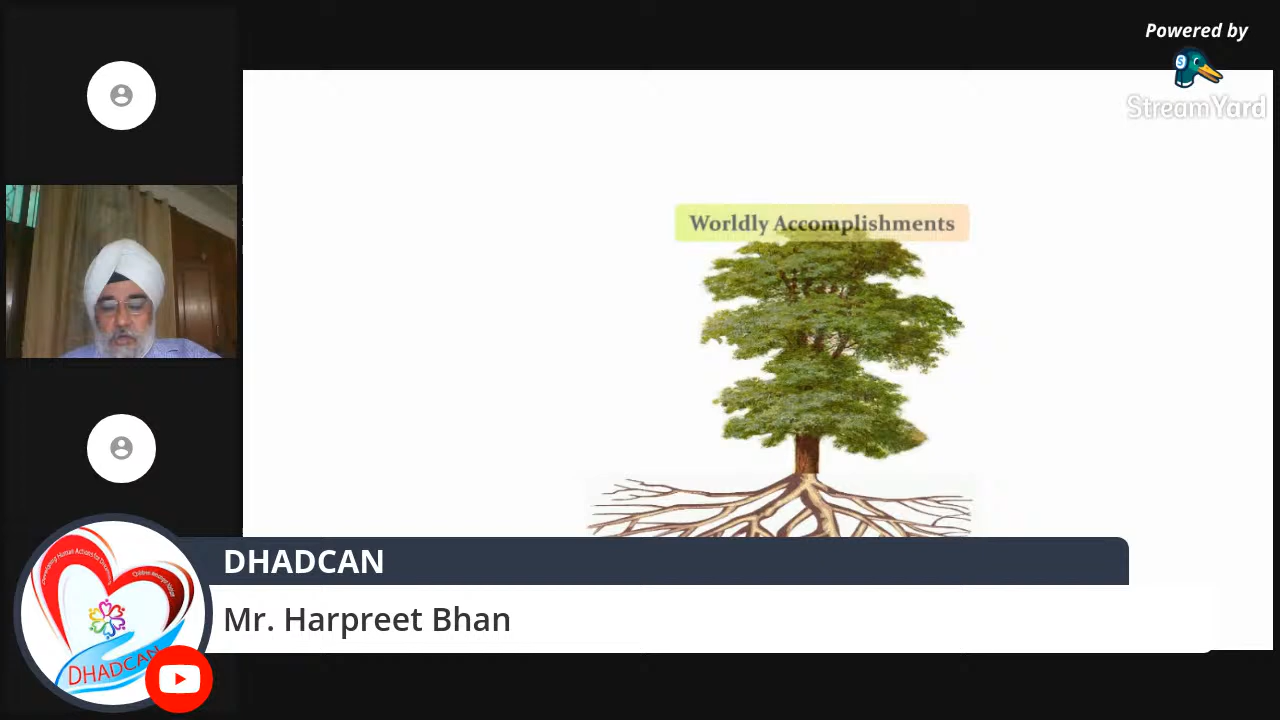 Powered by
StreamYard
Worldly Accomplishments
DHADCAN
Mr. Harpreet Bhan
DHADCAN